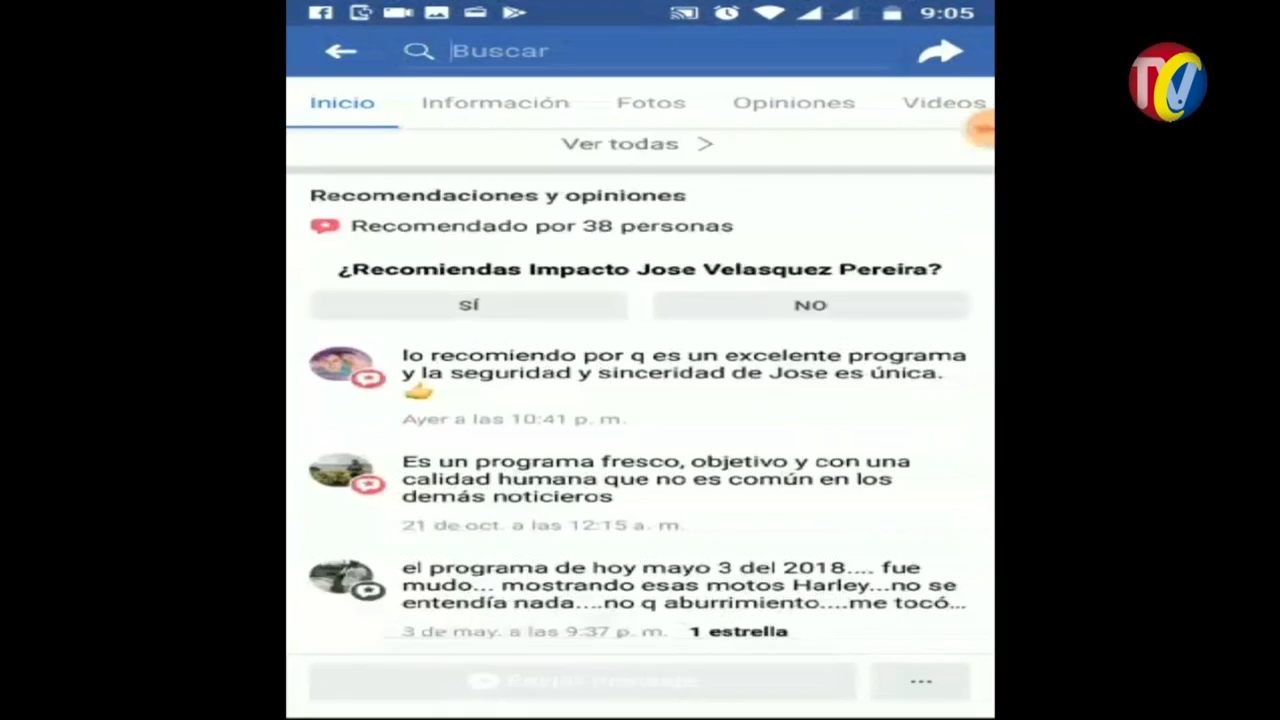 9:05
Buscar
Inicio Información Fotos Opiniones Videos
Ver todas
Recomendaciones y opiniones
Recomendado por 38 personas
¿Recomiendas Impacto Jose Velasquez Pereira?
SÍ NO
lo recomiendo por q es un excelente programa
y la seguridad y sinceridad de Jose es única.
Ayer a las 10:41 p. m.
Es un programa fresco, objetivo y con una
calidad humana que no es común en los
demás noticieros
21 de oct. a las 12:15 a. m.
el programa de hoy mayo 3 del 2018.... fue
mudo... mostrando esas motos Harley...no se
entendía nada....no q aburrimiento....me tocó...
3 de may. a las 9:37 p. m. 1 estrella
...